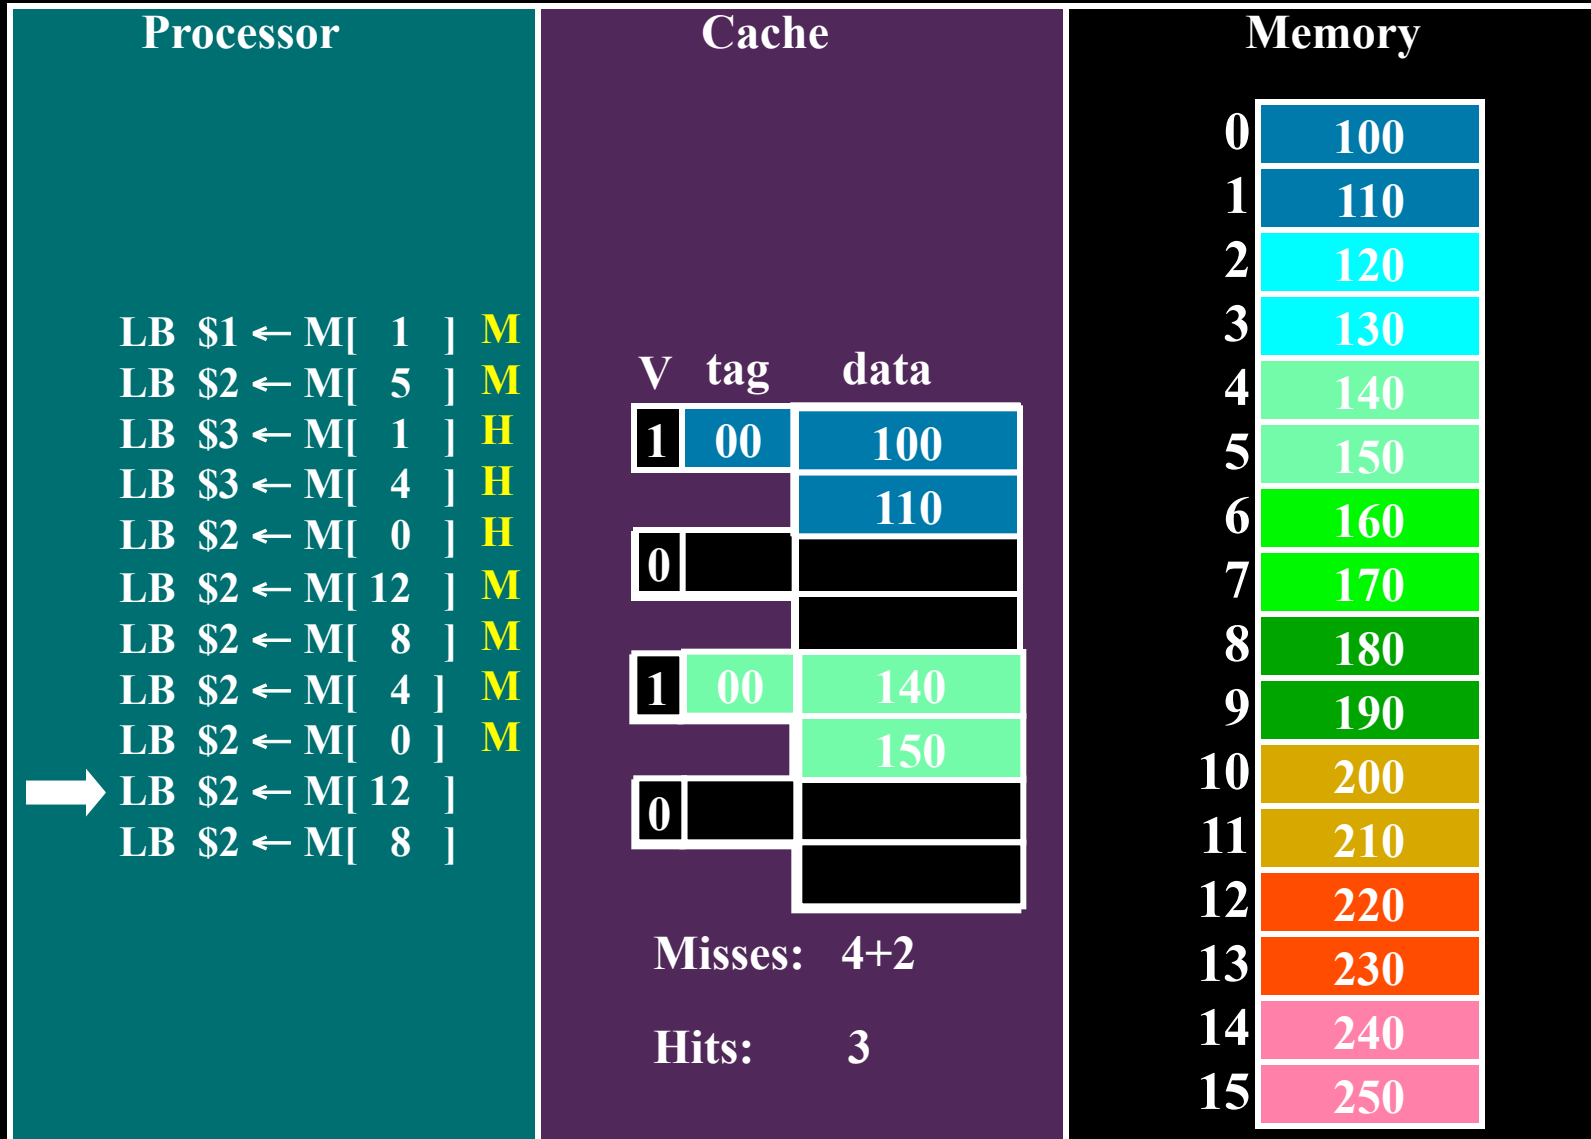 Processor
LB $1 ← M[ 1 ] M
LB $2 ← M[ 5 ] M
LB $3 ← M[ 1 ] H
LB $3 ← M[ 4 ] H
LB $2 ← M[ 0 ] H
LB $2 ← M[ 12 ] M
LB $2 ← M[ 8 ] M
LB $2 ← M[ 4 ] M
LB $2 ← M[ 0 ] M
LB $2 ← M[ 12 ]
LB $2 ← M[ 8 ]
Cache
V tag data
1 00 100
110
0
1 00 140
150
0
Misses: 4+2
Hits: 3
Memory
0 100
1 110
2 120
3 130
4 140
5 150
6 160
7 170
8 180
9 190
10 200
11 210
12 220
13 230
14 240
15 250